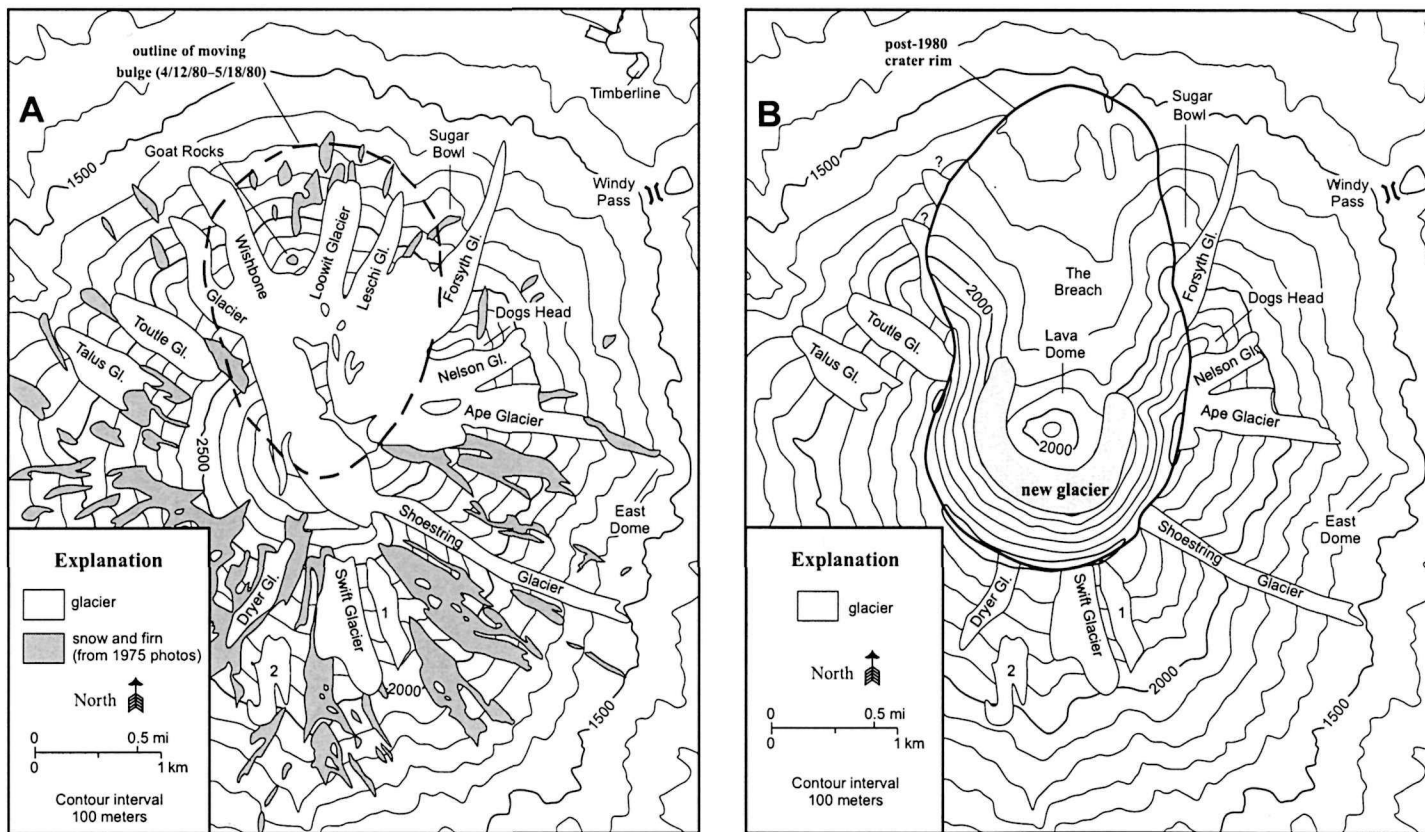 A
outline of moving
bulge (4/12/80–5/18/80)
Timberline
Goat Rocks
Sugar
Bowl
1500
Windy
Pass
Wishbone
Glacier
Loowit Glacier
Leschi Gl.
Forsyth Gl.
Dogs Head
Toutle Gl.
Talus Gl.
Nelson Gl.
Ape Glacier
2500
East
Dome
Shoestring
Glacier
Dryer Gl.
Swift Glacier
1
2
2000
1500
Explanation
glacier
snow and firn
(from 1975 photos)
North
0 0.5 mi
0 1 km
Contour interval
100 meters
B
post-1980
crater rim
Sugar
Bowl
1500
?
?
Windy
Pass
2000
The
Breach
Forsyth Gl.
Dogs Head
Toutle Gl.
Talus Gl.
Lava
Dome
Nelson Gl.
Ape Glacier
2000
new glacier
East
Dome
Shoestring
Glacier
Dryer Gl.
Swift Glacier
1
2
2000
1500
Explanation
glacier
North
0 0.5 mi
0 1 km
Contour interval
100 meters